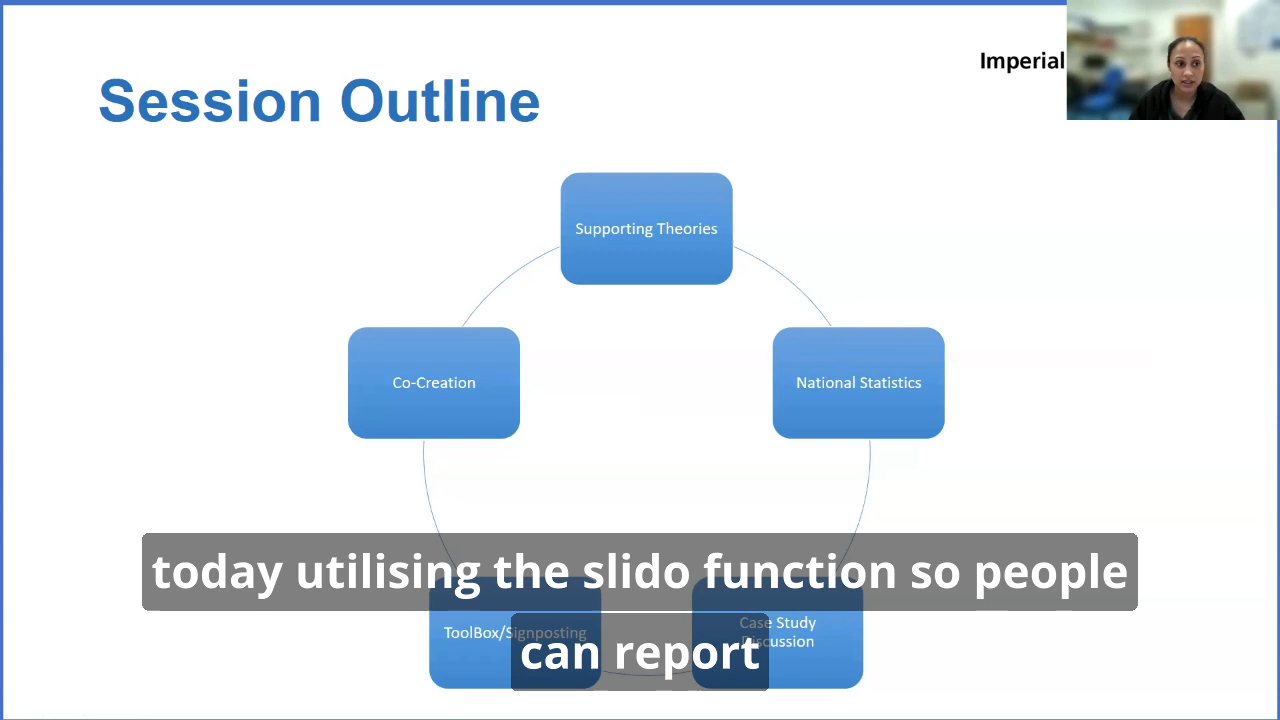 Imperial
Session Outline
Supporting Theories
Co-Creation
National Statistics
ToolBox/Signposting
Case Study
Discussion
today utilising the slido function so people
can report